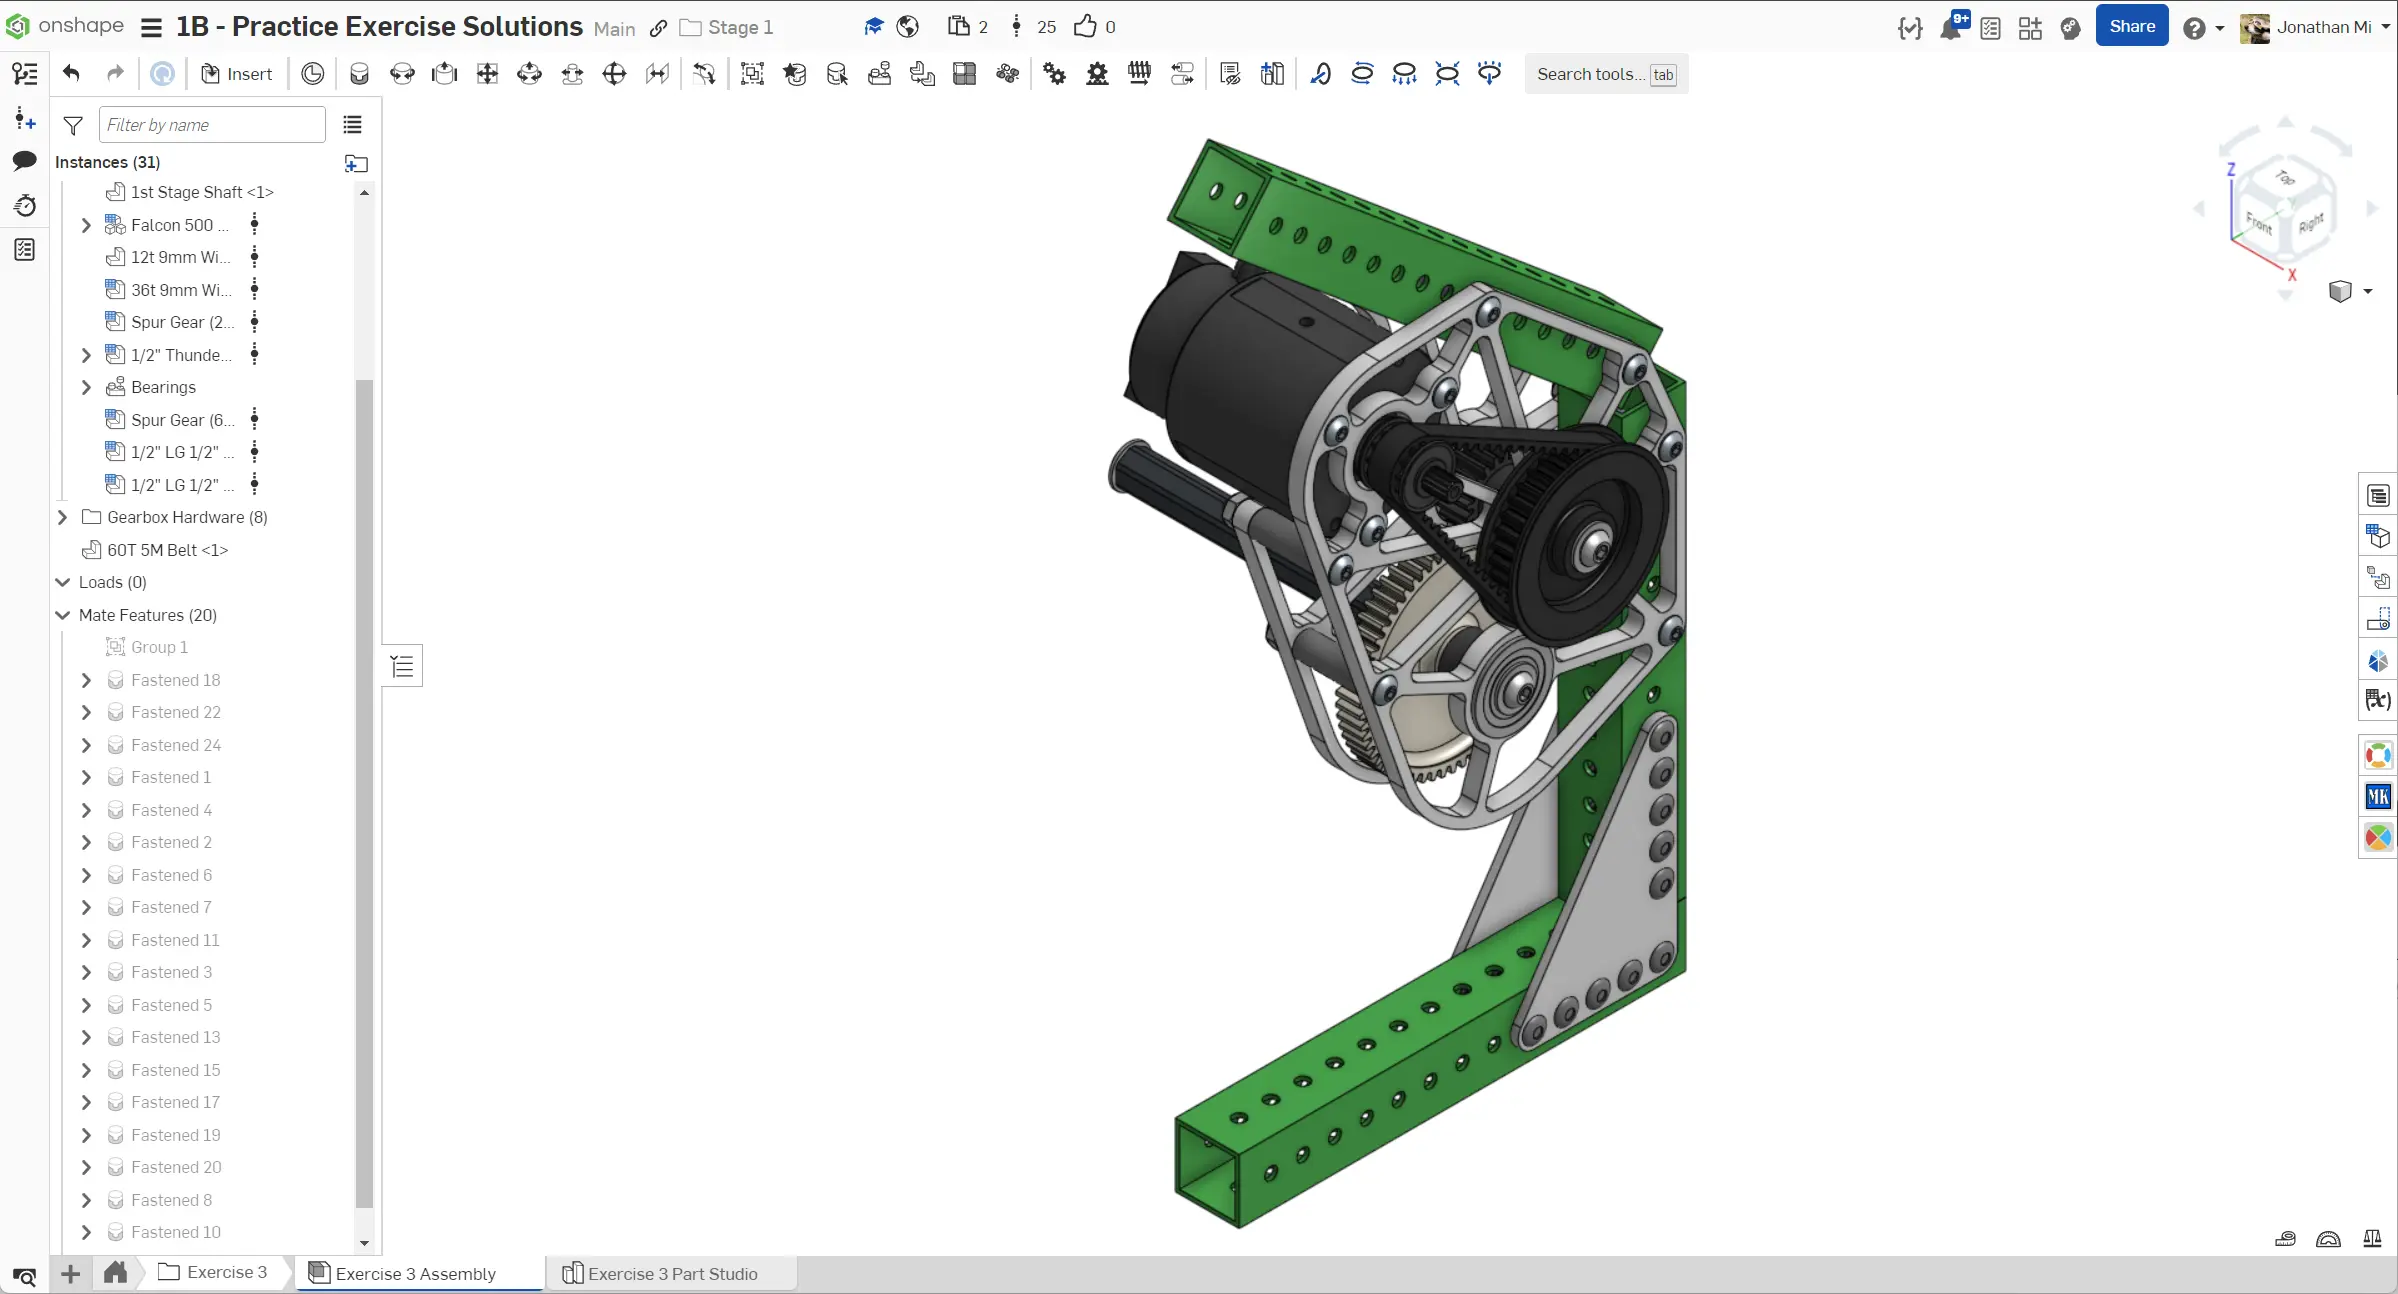 onshape 1B - Practice Exercise Solutions Main Stage 1 2 25 0 9+ Share Jonathan Mi
Insert Search tools... tab
Filter by name
Instances (31)
1st Stage Shaft <1>
Falcon 500 ...
12t 9mm Wi...
36t 9mm Wi...
Spur Gear (2...
1/2" Thunde...
Bearings
Spur Gear (6...
1/2" LG 1/2" ...
1/2" LG 1/2" ...
Gearbox Hardware (8)
60T 5M Belt <1>
Loads (0)
Mate Features (20)
Group 1
Fastened 18
Fastened 22
Fastened 24
Fastened 1
Fastened 4
Fastened 2
Fastened 6
Fastened 7
Fastened 11
Fastened 3
Fastened 5
Fastened 13
Fastened 15
Fastened 17
Fastened 19
Fastened 20
Fastened 8
Fastened 10
Z
Top
Front
Right
X
(x)
MK
Exercise 3
Exercise 3 Assembly
Exercise 3 Part Studio